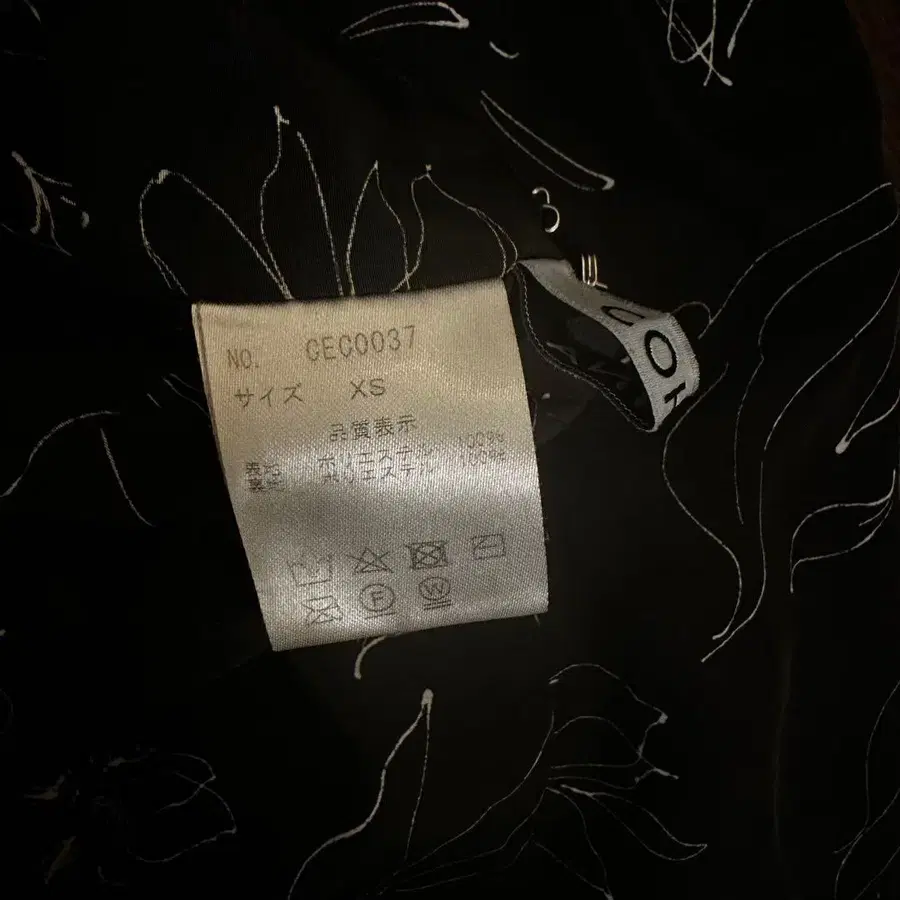 NO. CEC0037
サイズ XS
品質表示
表地 ポリエステル 100%
裏地 ポリエステル 100%
F W
COH